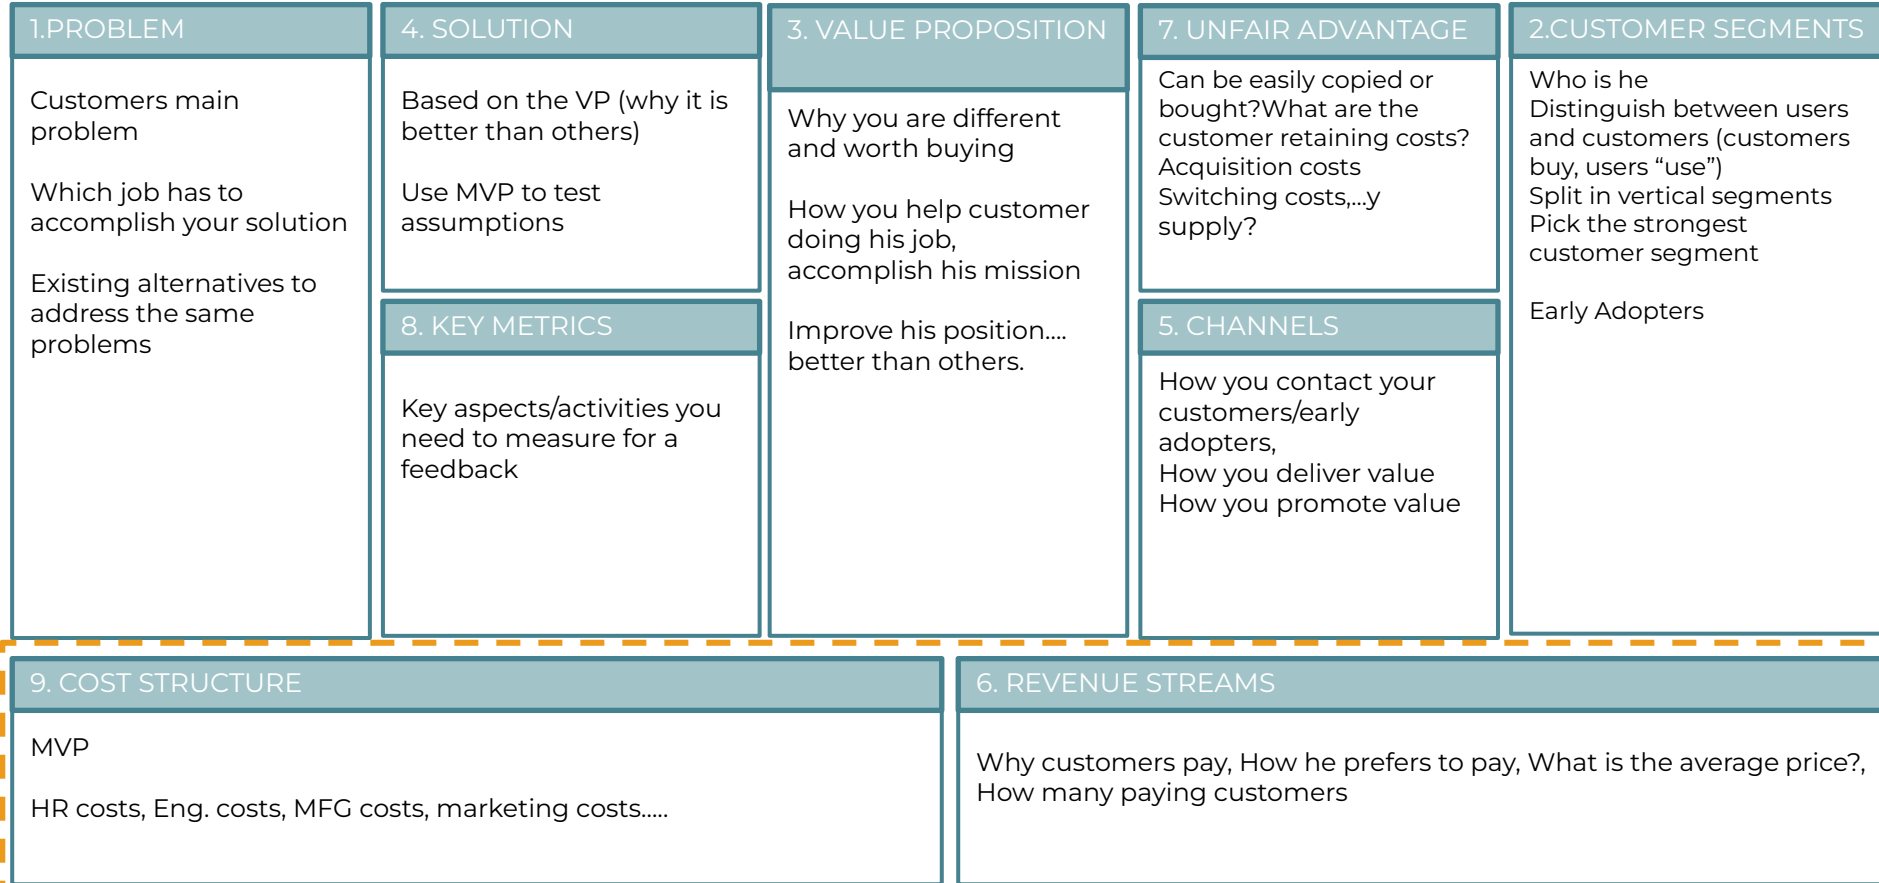 1.PROBLEM
Customers main
problem
Which job has to
accomplish your solution
Existing alternatives to
address the same
problems
4. SOLUTION
Based on the VP (why it is
better than others)
Use MVP to test
assumptions
8. KEY METRICS
Key aspects/activities you
need to measure for a
feedback
3. VALUE PROPOSITION
Why you are different
and worth buying
How you help customer
doing his job,
accomplish his mission
Improve his position....
better than others.
7. UNFAIR ADVANTAGE
Can be easily copied or
bought?What are the
customer retaining costs?
Acquisition costs
Switching costs,...y
supply?
5. CHANNELS
How you contact your
customers/early
adopters,
How you deliver value
How you promote value
2.CUSTOMER SEGMENTS
Who is he
Distinguish between users
and customers (customers
buy, users “use”)
Split in vertical segments
Pick the strongest
customer segment
Early Adopters
9. COST STRUCTURE
MVP
HR costs, Eng. costs, MFG costs, marketing costs.....
6. REVENUE STREAMS
Why customers pay, How he prefers to pay, What is the average price?,
How many paying customers